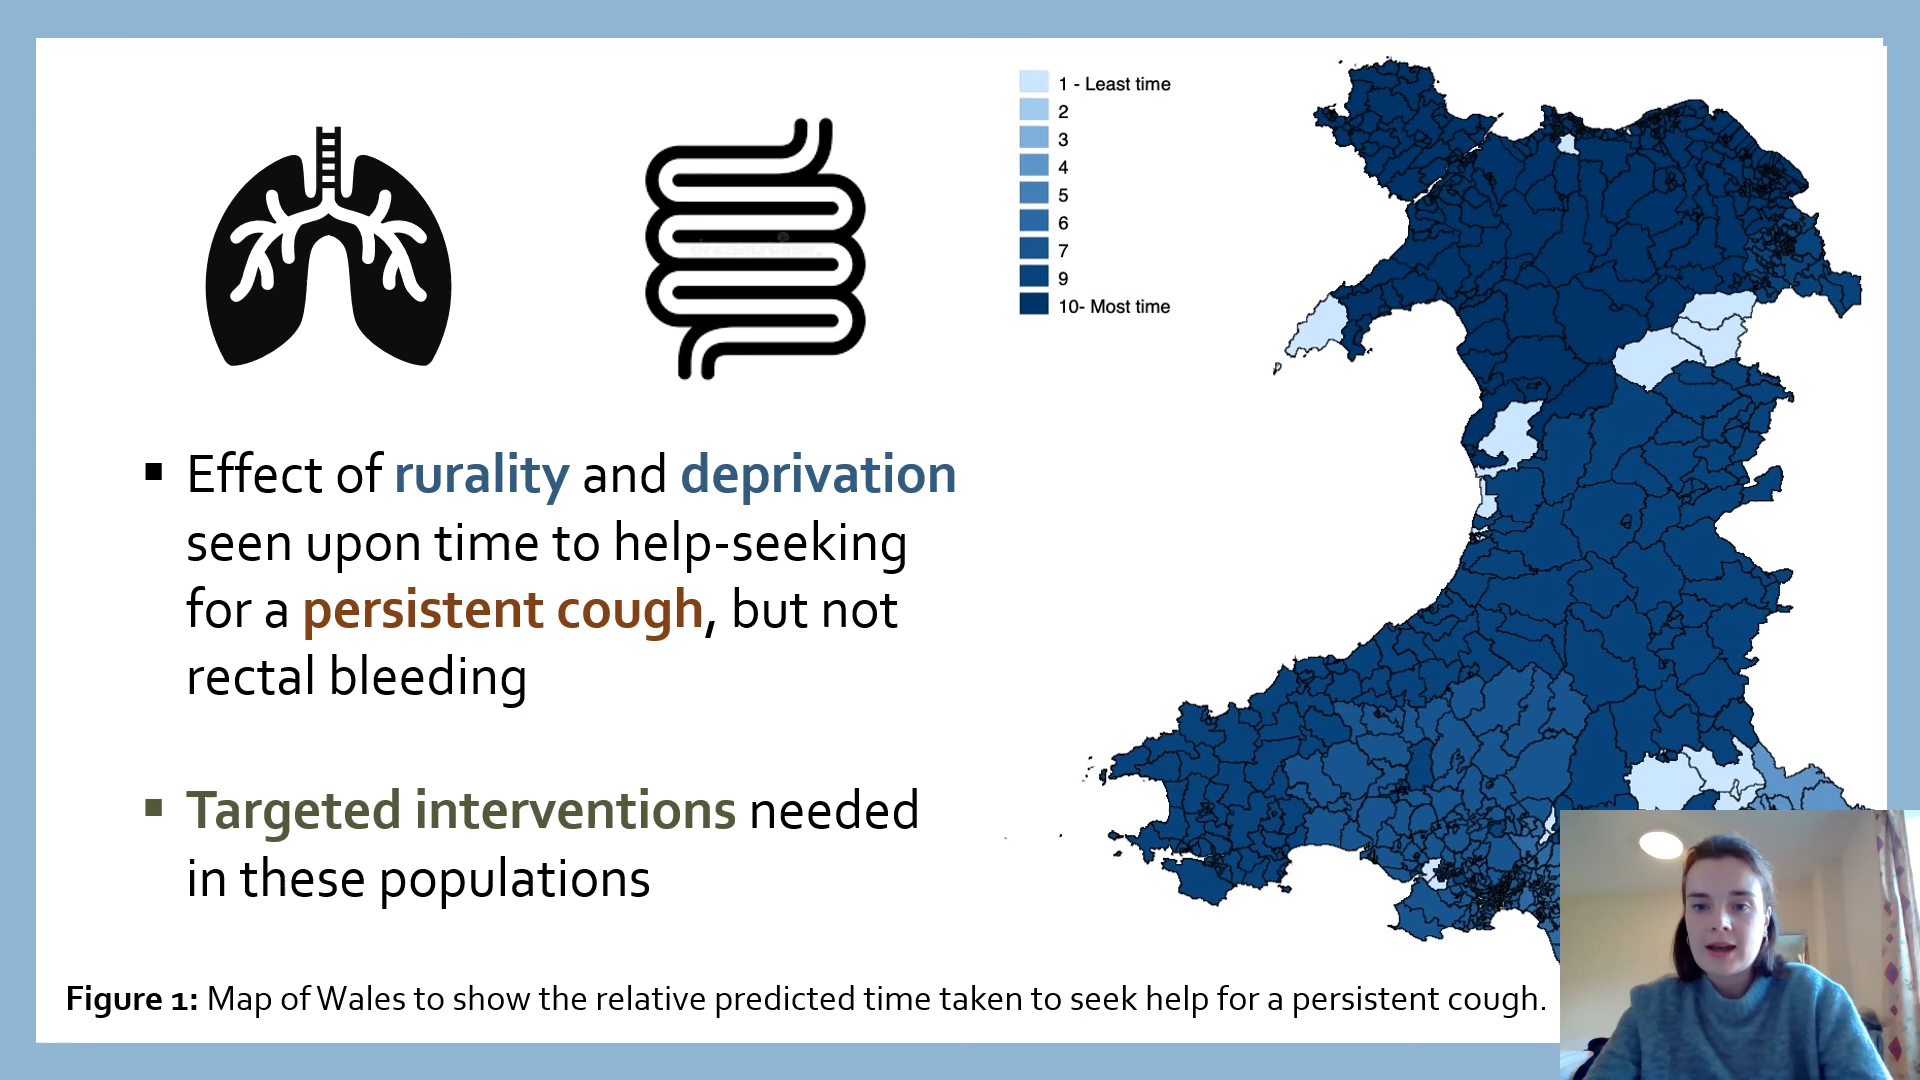 1 - Least time
2
3
4
5
6
7
9
10- Most time
▪ Effect of rurality and deprivation
seen upon time to help-seeking
for a persistent cough, but not
rectal bleeding
▪ Targeted interventions needed
in these populations
Figure 1: Map of Wales to show the relative predicted time taken to seek help for a persistent cough.